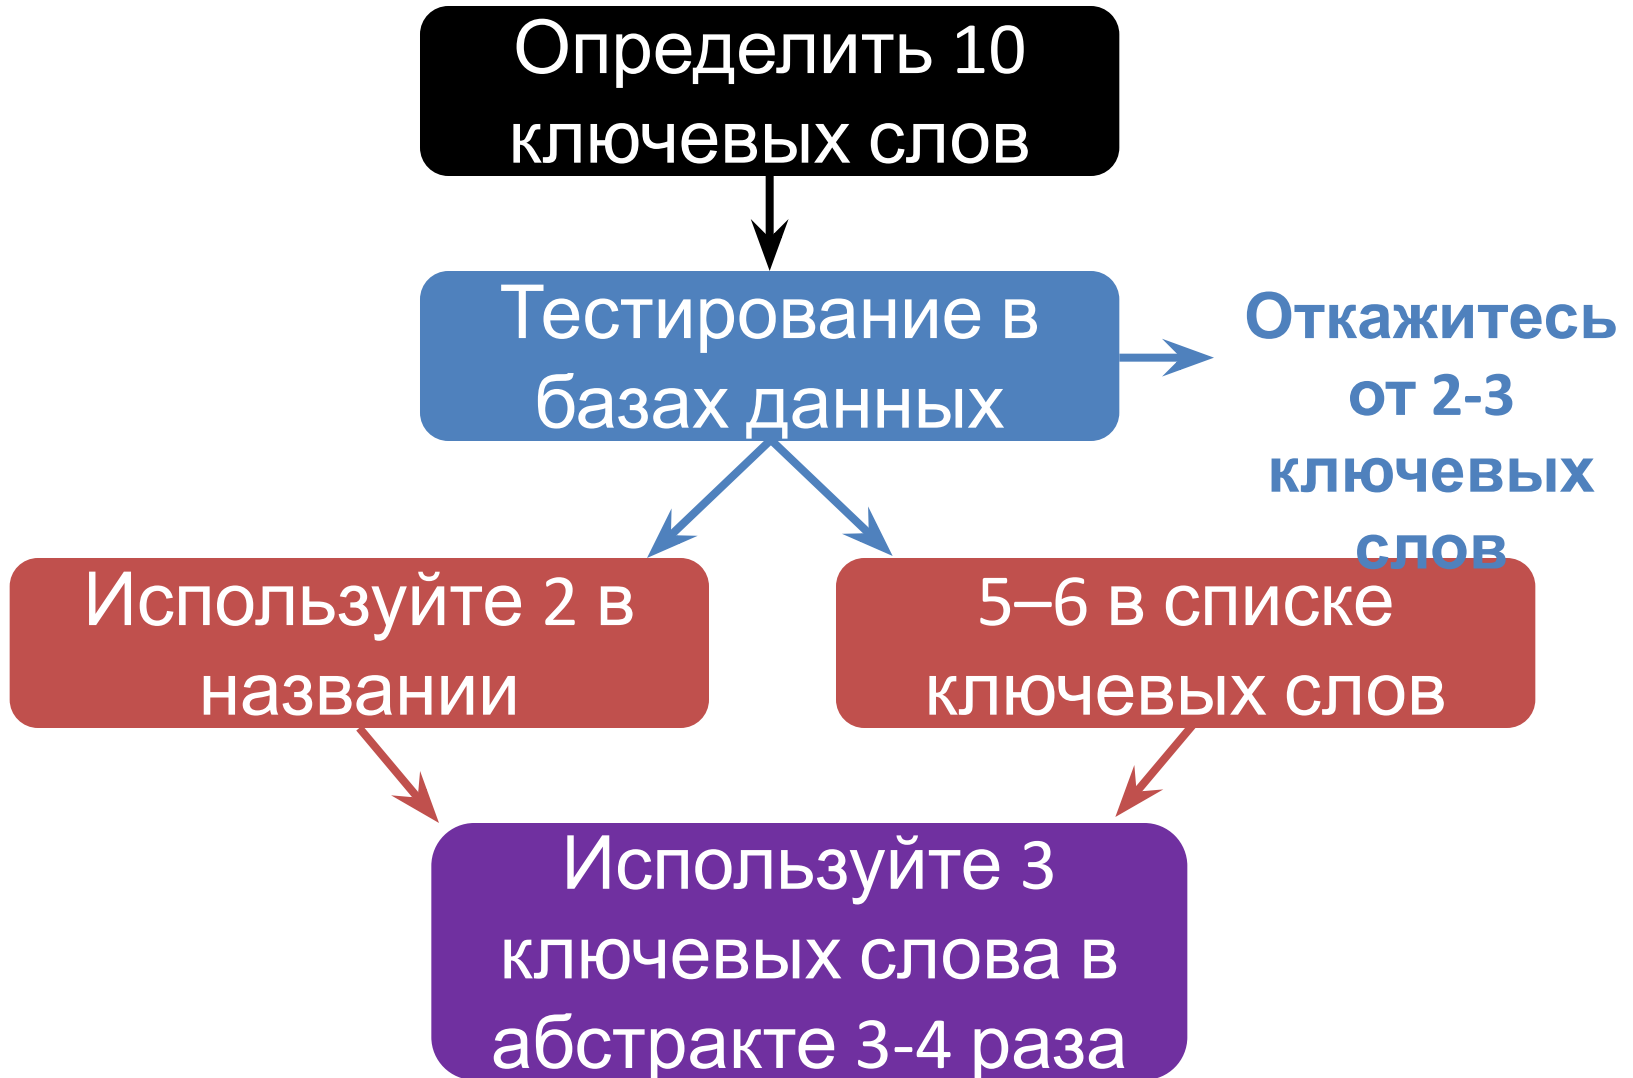 Определить 10
ключевых слов
Тестирование в
базах данных
Откажитесь
от 2-3
ключевых
слов
Используйте 2 в
названии
5–6 в списке
ключевых слов
Используйте 3
ключевых слова в
абстракте 3-4 раза